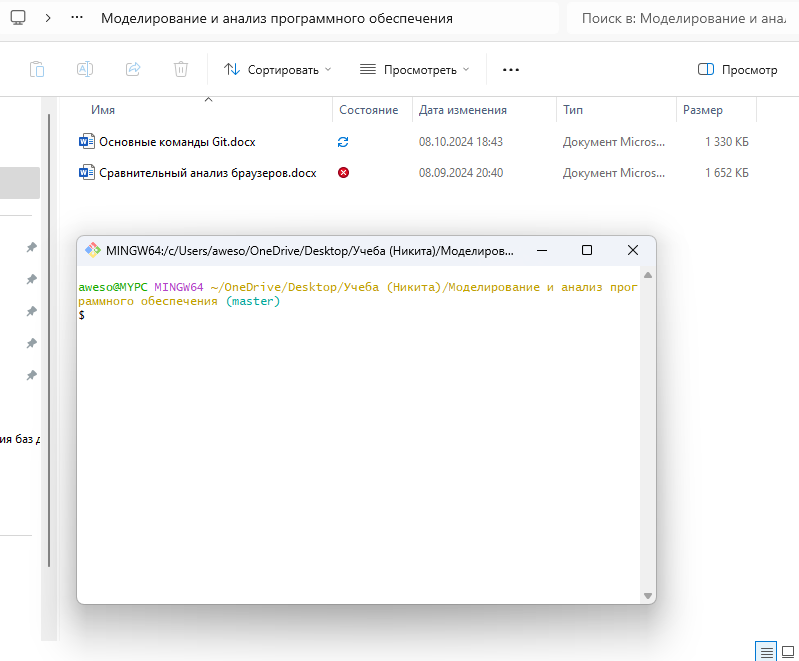 Моделирование и анализ программного обеспечения
Поиск в: Моделирование и ана
Сортировать
Просмотреть
Просмотр
Имя
Состояние
Дата изменения
Тип
Размер
Основные команды Git.docx
08.10.2024 18:43
Документ Micros...
1 330 КБ
Сравнительный анализ браузеров.docx
08.09.2024 20:40
Документ Micros...
1 652 КБ
MINGW64:/c/Users/aweso/OneDrive/Desktop/Учеба (Никита)/Моделиров...
aweso@MYPC MINGW64 ~/OneDrive/Desktop/Учеба (Никита)/Моделирование и анализ прог
раммного обеспечения (master)
$
ия баз д